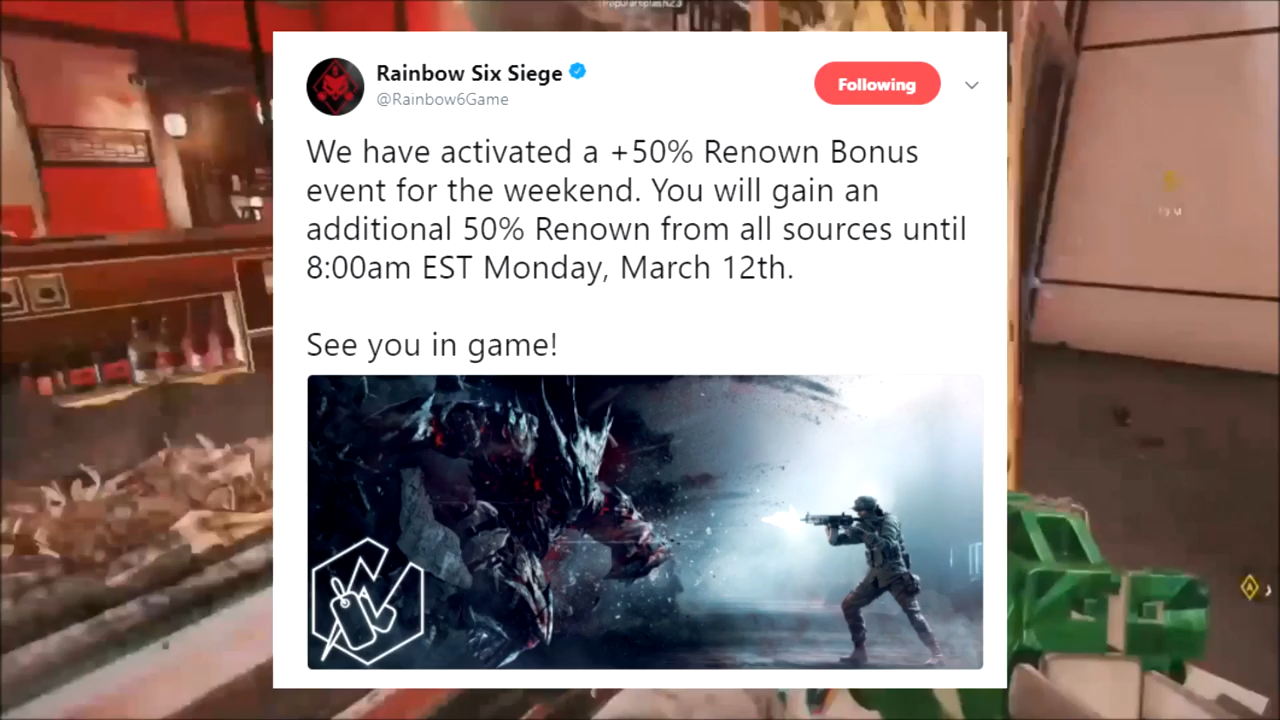 Rainbow Six Siege
@Rainbow6Game
Following
We have activated a +50% Renown Bonus
event for the weekend. You will gain an
additional 50% Renown from all sources until
8:00am EST Monday, March 12th.
See you in game!